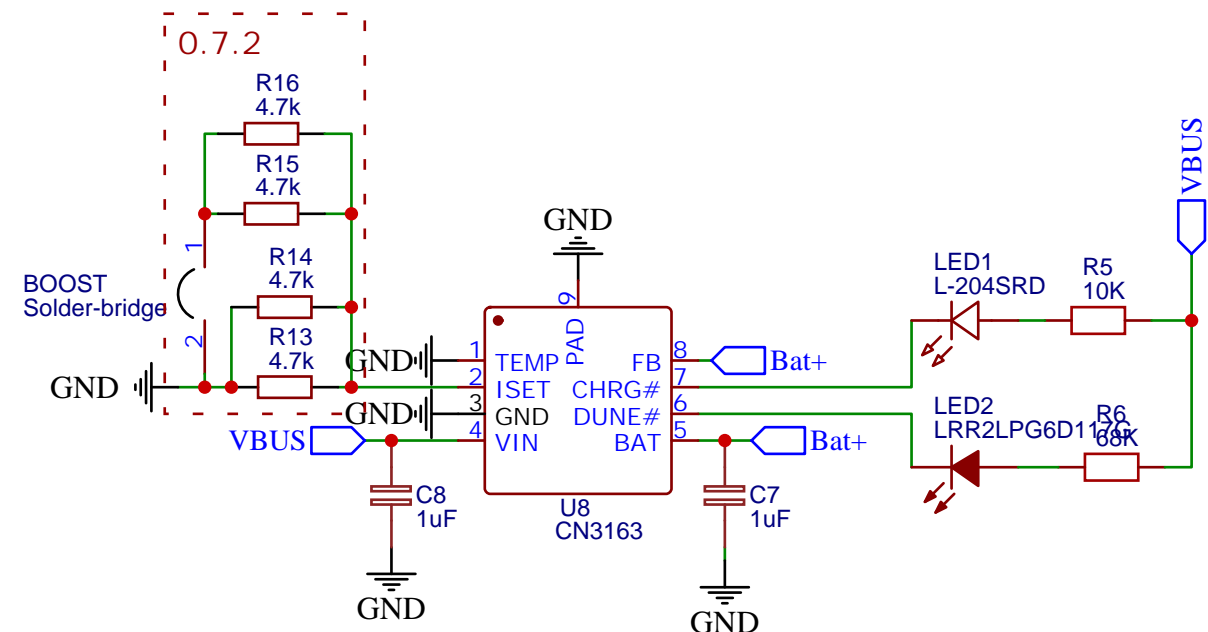 0.7.2
R16
4.7k
R15
4.7k
1
BOOST
Solder-bridge
R14
4.7k
2
R13
4.7k
GND
GND
GND
VBUS
C8
1uF
GND
GND
9
PAD
1
TEMP
2
ISET
3
GND
4
VIN
FB
8
CHRG#
7
DUNE#
6
BAT
5
U8
CN3163
Bat+
Bat+
C7
1uF
GND
LED1
L-204SRD
R5
10K
VBUS
LED2
LRR2LPG6D117G
R6
68K